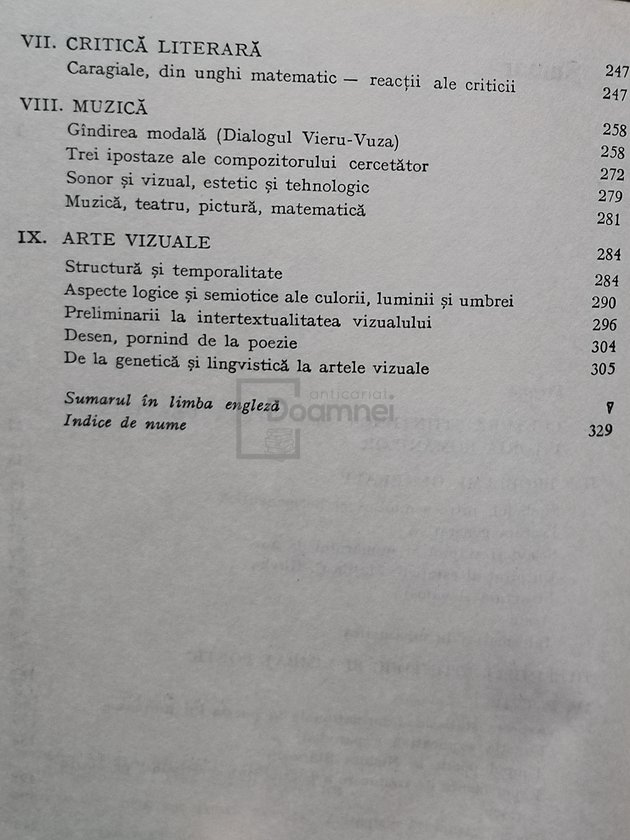 VII. CRITICĂ LITERARĂ 247
Caragiale, din unghi matematic — reacții ale criticii 247
VIII. MUZICĂ 258
Gîndirea modală (Dialogul Vieru-Vuza) 258
Trei ipostaze ale compozitorului cercetător 272
Sonor și vizual, estetic și tehnologic 279
Muzică, teatru, pictură, matematică 281
IX. ARTE VIZUALE 284
Structură și temporalitate 284
Aspecte logice și semiotice ale culorii, luminii și umbrei 290
Preliminarii la intertextualitatea vizualului 296
Desen, pornind de la poezie 304
De la genetică și lingvistică la artele vizuale 305
anticariat
Doamnei
Sumarul în limba engleză V
Indice de nume 329